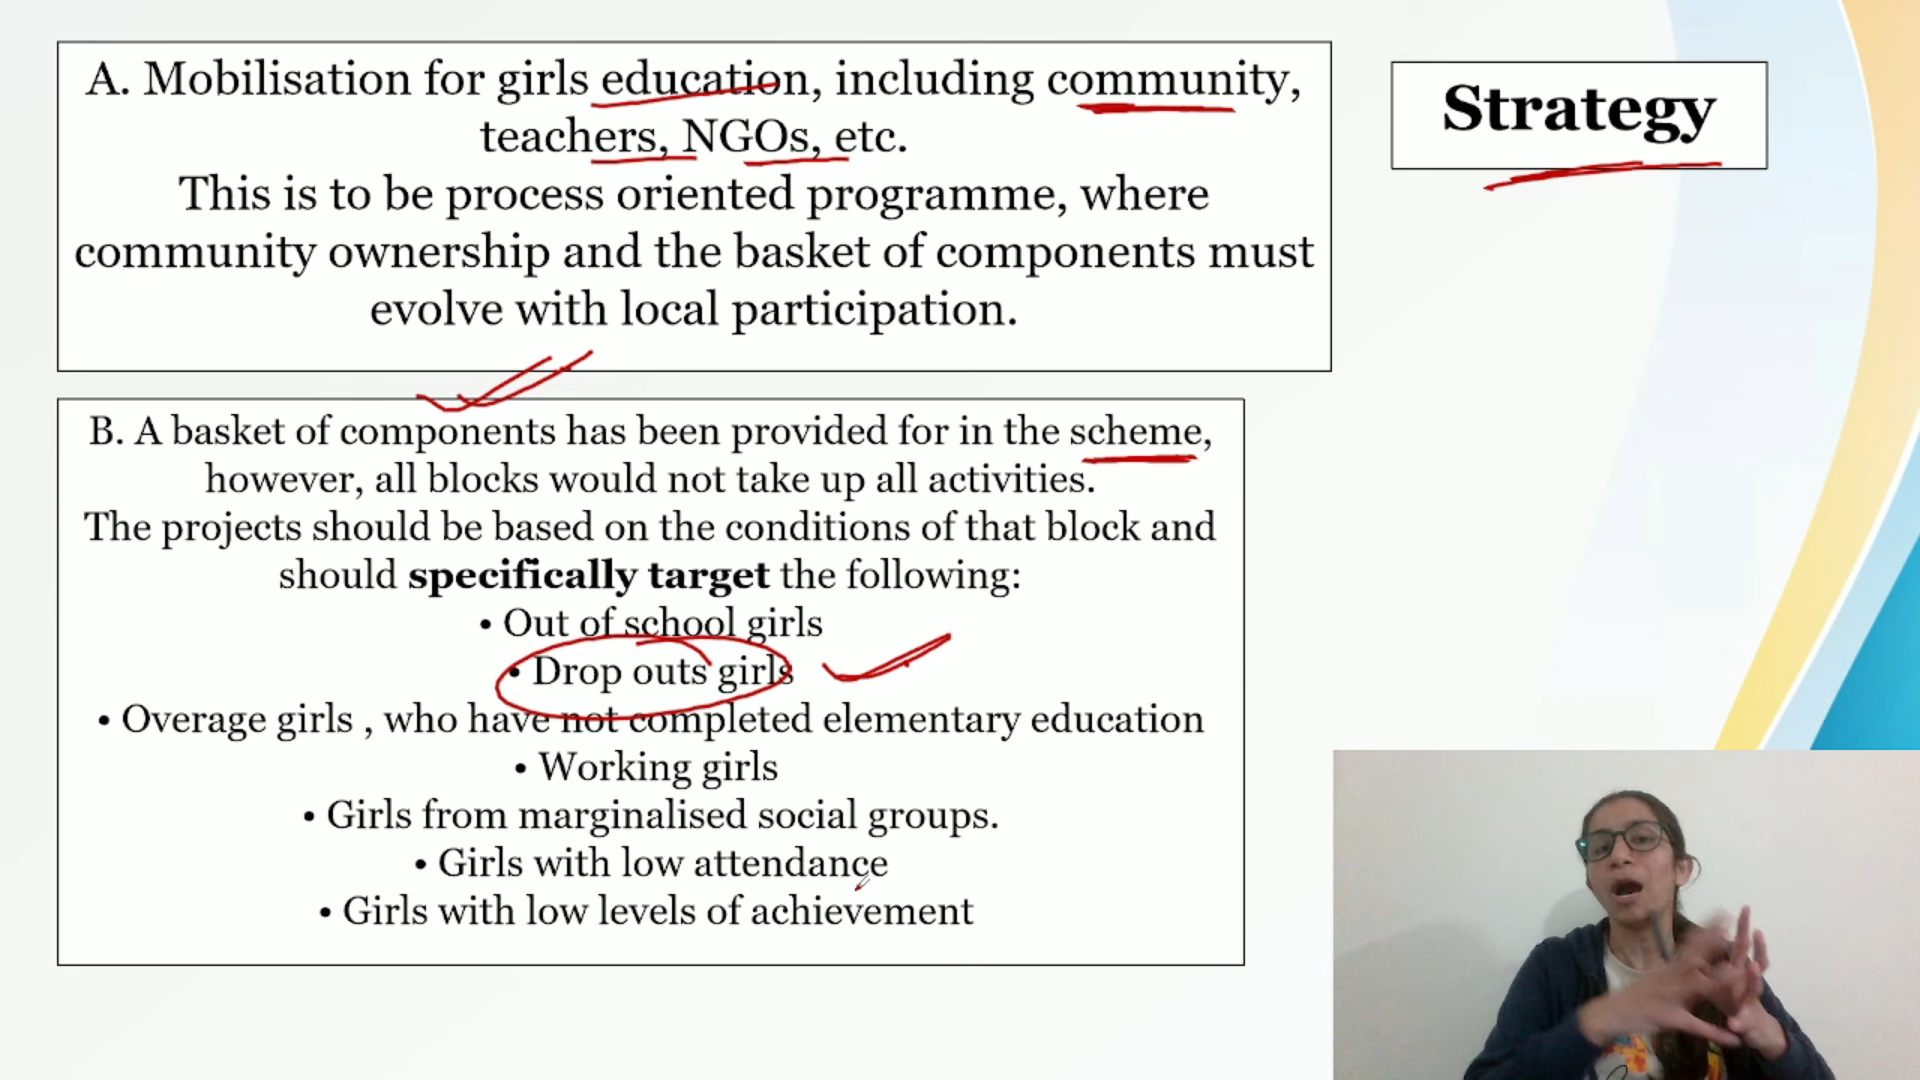 A. Mobilisation for girls education, including community,
teachers, NGOs, etc.
This is to be process oriented programme, where
community ownership and the basket of components must
evolve with local participation.
Strategy
B. A basket of components has been provided for in the scheme,
however, all blocks would not take up all activities.
The projects should be based on the conditions of that block and
should specifically target the following:
• Out of school girls
• Drop outs girls
• Overage girls , who have not completed elementary education
• Working girls
• Girls from marginalised social groups.
• Girls with low attendance
• Girls with low levels of achievement